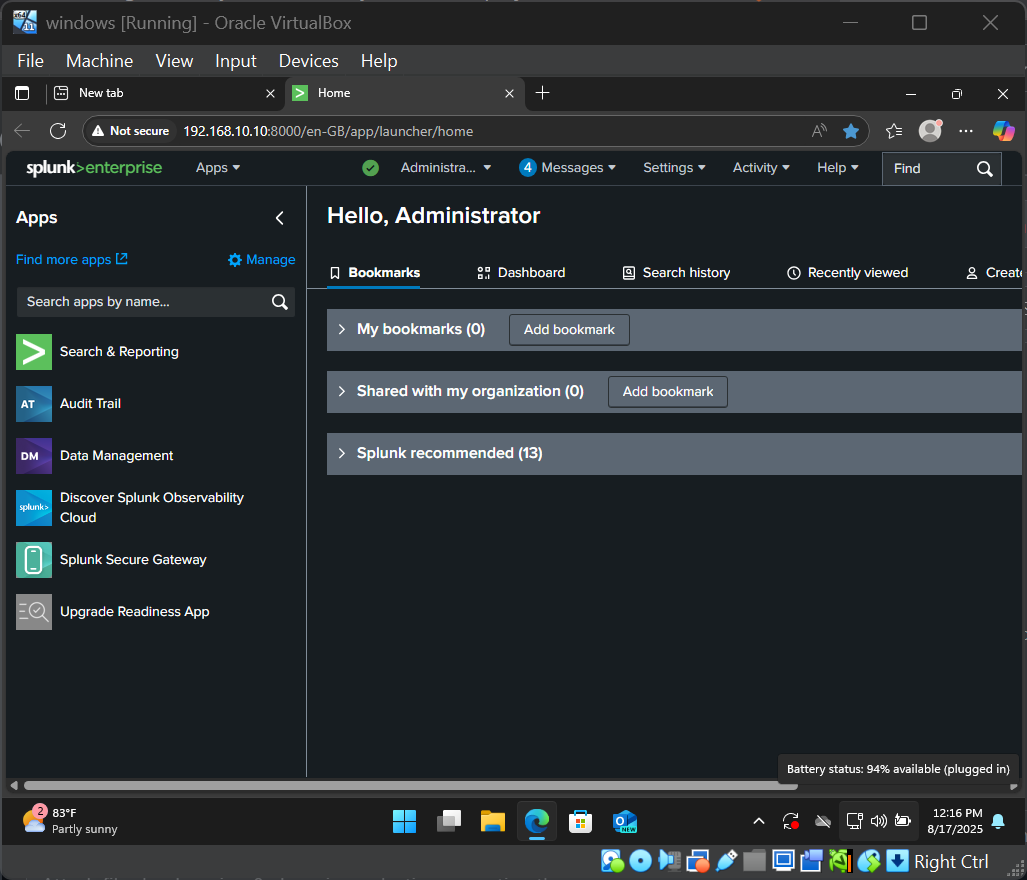 windows [Running] - Oracle VirtualBox
File Machine View Input Devices Help
New tab
Home
Not secure 192.168.10.10:8000/en-GB/app/launcher/home
splunk>enterprise Apps Administra... 4 Messages Settings Activity Help Find
Apps
Hello, Administrator
Find more apps Manage
Bookmarks Dashboard Search history Recently viewed Create
Search apps by name...
My bookmarks (0) Add bookmark
Search & Reporting
Shared with my organization (0) Add bookmark
AT Audit Trail
Splunk recommended (13)
DM Data Management
splunk> Discover Splunk Observability
Cloud
Splunk Secure Gateway
Upgrade Readiness App
Battery status: 94% available (plugged in)
2 83°F
Partly sunny
NEW
12:16 PM
8/17/2025
Right Ctrl